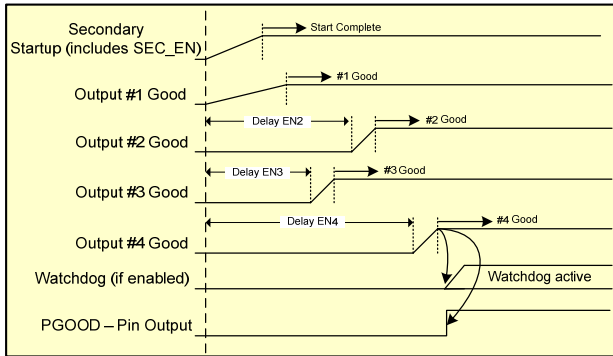 Secondary
Startup (includes SEC_EN)
Start Complete
Output #1 Good
#1 Good
Delay EN2
#2 Good
Output #2 Good
Delay EN3
#3 Good
Output #3 Good
Delay EN4
#4 Good
Output #4 Good
Watchdog (if enabled)
Watchdog active
PGOOD – Pin Output